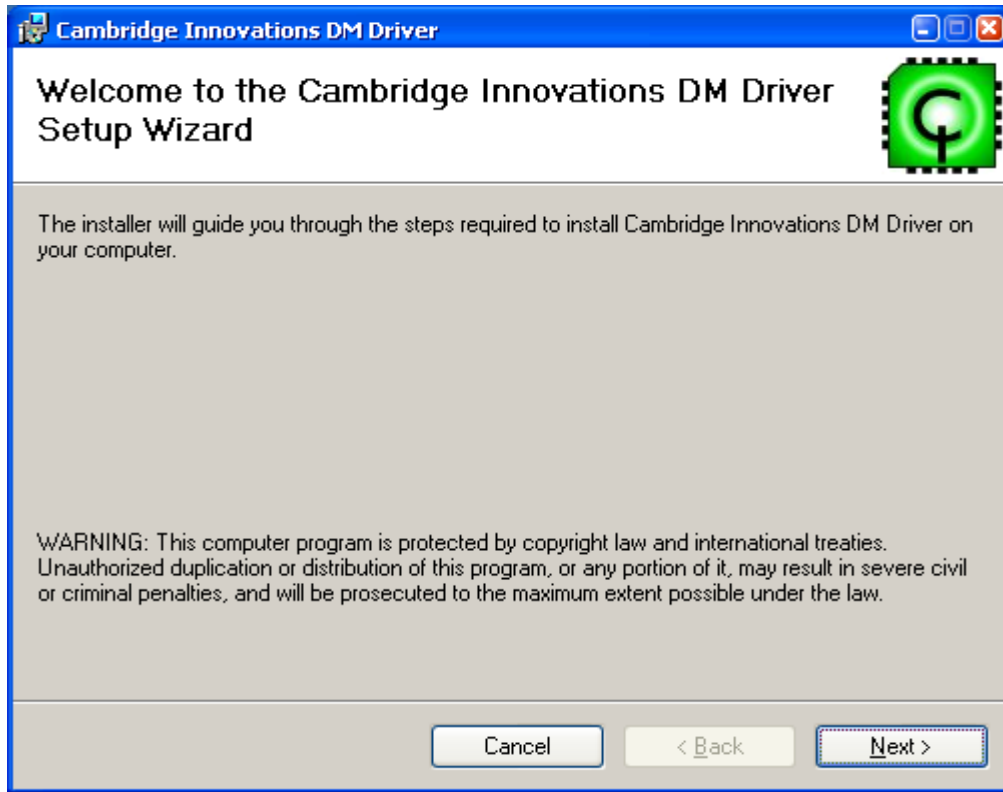 Cambridge Innovations DM Driver
Welcome to the Cambridge Innovations DM Driver
Setup Wizard
The installer will guide you through the steps required to install Cambridge Innovations DM Driver on
your computer.
WARNING: This computer program is protected by copyright law and international treaties.
Unauthorized duplication or distribution of this program, or any portion of it, may result in severe civil
or criminal penalties, and will be prosecuted to the maximum extent possible under the law.
Cancel
< Back
Next >